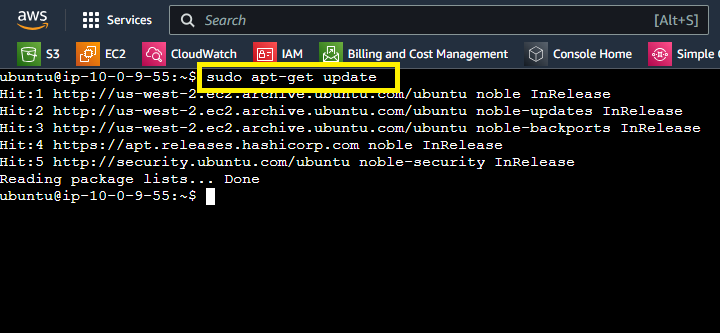 aws Services Search [Alt+S]
S3 EC2 CloudWatch IAM Billing and Cost Management Console Home Simple
ubuntu@ip-10-0-9-55:~$ sudo apt-get update
Hit:1 http://us-west-2.ec2.archive.ubuntu.com/ubuntu noble InRelease
Hit:2 http://us-west-2.ec2.archive.ubuntu.com/ubuntu noble-updates InRelease
Hit:3 http://us-west-2.ec2.archive.ubuntu.com/ubuntu noble-backports InRelease
Hit:4 https://apt.releases.hashicorp.com noble InRelease
Hit:5 http://security.ubuntu.com/ubuntu noble-security InRelease
Reading package lists... Done
ubuntu@ip-10-0-9-55:~$